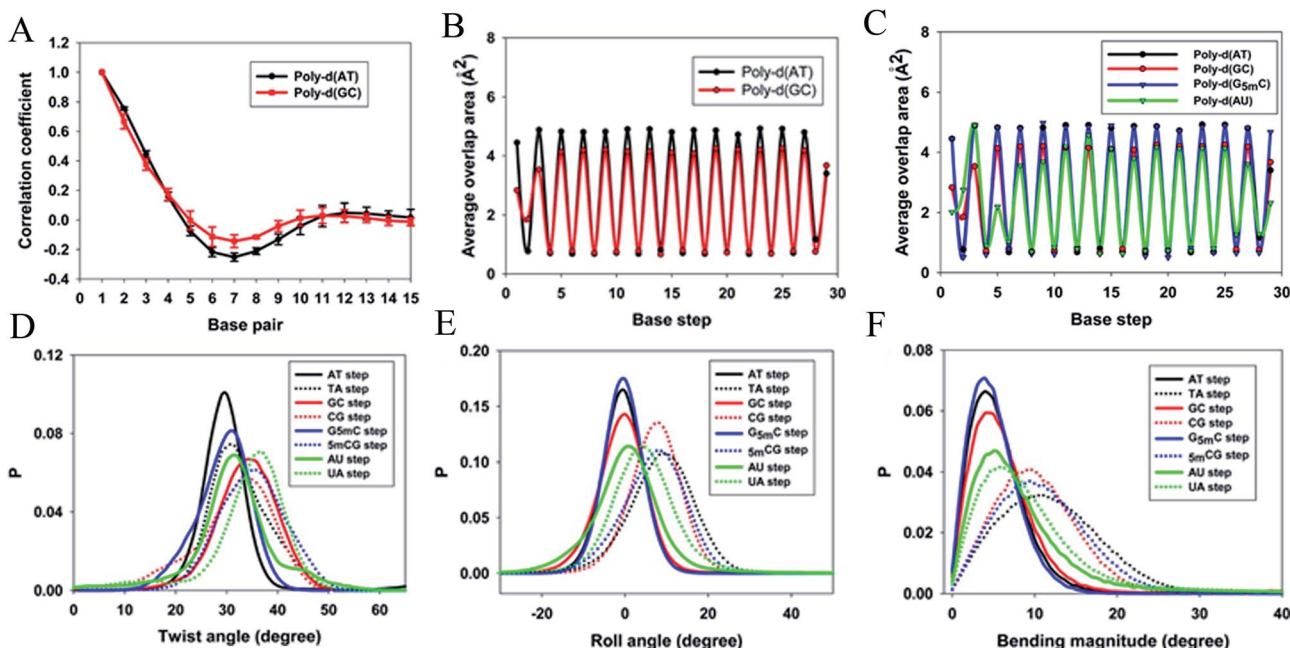 A
Correlation coefficient
1.2
1.0
0.8
0.6
0.4
0.2
0.0
-0.2
-0.4
Poly-d(AT)
Poly-d(GC)
0 1 2 3 4 5 6 7 8 9 10 11 12 13 14 15
Base pair
B
Average overlap area (Å²)
8
6
4
2
0
Poly-d(AT)
Poly-d(GC)
0 5 10 15 20 25 30
Base step
C
Average overlap area (Å²)
8
6
4
2
0
Poly-d(AT)
Poly-d(GC)
Poly-d(G₅ₘC)
Poly-d(AU)
0 5 10 15 20 25 30
Base step
D
P
0.12
0.08
0.04
0.00
AT step
TA step
GC step
CG step
G5mC step
5mCG step
AU step
UA step
0 10 20 30 40 50 60
Twist angle (degree)
E
P
0.20
0.15
0.10
0.05
0.00
AT step
TA step
GC step
CG step
G₅ₘC step
5mCG step
AU step
UA step
-20 0 20 40
Roll angle (degree)
F
P
0.08
0.06
0.04
0.02
0.00
AT step
TA step
GC step
CG step
G₅ₘC step
5mCG step
AU step
UA step
0 10 20 30 40
Bending magnitude (degree)